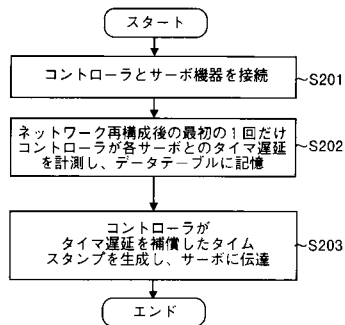 スタート
コントローラとサーボ機器を接続
S201
ネットワーク再構成後の最初の1回だけ
コントローラが各サーボとのタイマ遅延
を計測し、データテーブルに記憶
S202
コントローラが
タイマ遅延を補償したタイム
スタンプを生成し、サーボに伝達
S203
エンド